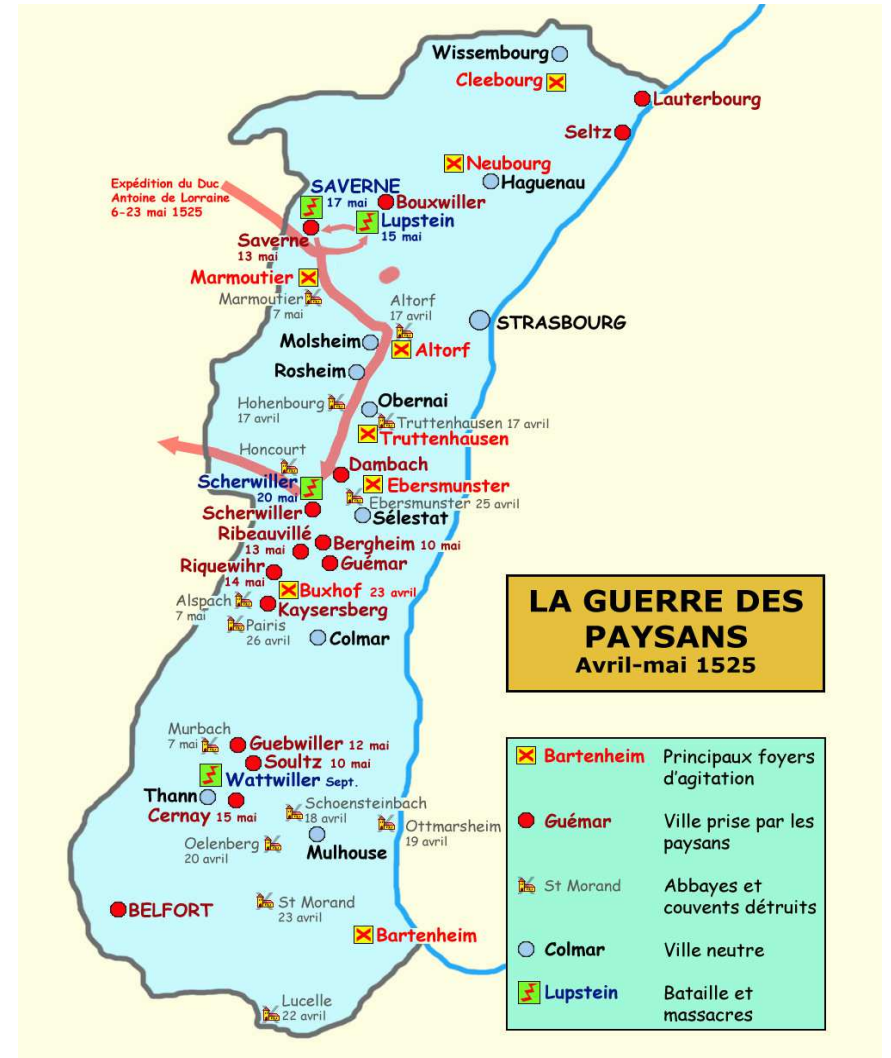 Wissembourg
Cleebourg
Lauterbourg
Seltz
Neubourg
Haguenau
Expédition du Duc
Antoine de Lorraine
6-23 mai 1525
SAVERNE
17 mai
Bouxwiller
Lupstein
15 mai
Saverne
13 mai
Marmoutier
Marmoutier
7 mai
Altorf
17 avril
STRASBOURG
Molsheim
Altorf
Rosheim
Hohenbourg
17 avril
Obernai
Truttenhausen 17 avril
Truttenhausen
Honcourt
Dambach
Scherwiller
20 mai
Ebersmunster
Ebersmunster 25 avril
Scherwiller
Sélestat
Ribeauvillé
13 mai
Bergheim 10 mai
Guémar
Riquewihr
14 mai
Buxhof 23 avril
Alspach
7 mai
Kaysersberg
Pairis
26 avril
Colmar
LA GUERRE DES
PAYSANS
Avril-mai 1525
Murbach
7 mai
Guebwiller 12 mai
Soultz 10 mai
Wattwiller Sept.
Thann
Cernay 15 mai
Schoensteinbach
18 avril
Ottmarsheim
19 avril
Oelenberg
20 avril
Mulhouse
St Morand
23 avril
BELFORT
Bartenheim
Lucelle
22 avril
Bartenheim Principaux foyers
d'agitation
Guémar Ville prise par les
paysans
St Morand Abbayes et
couvents détruits
Colmar Ville neutre
Lupstein Bataille et
massacres